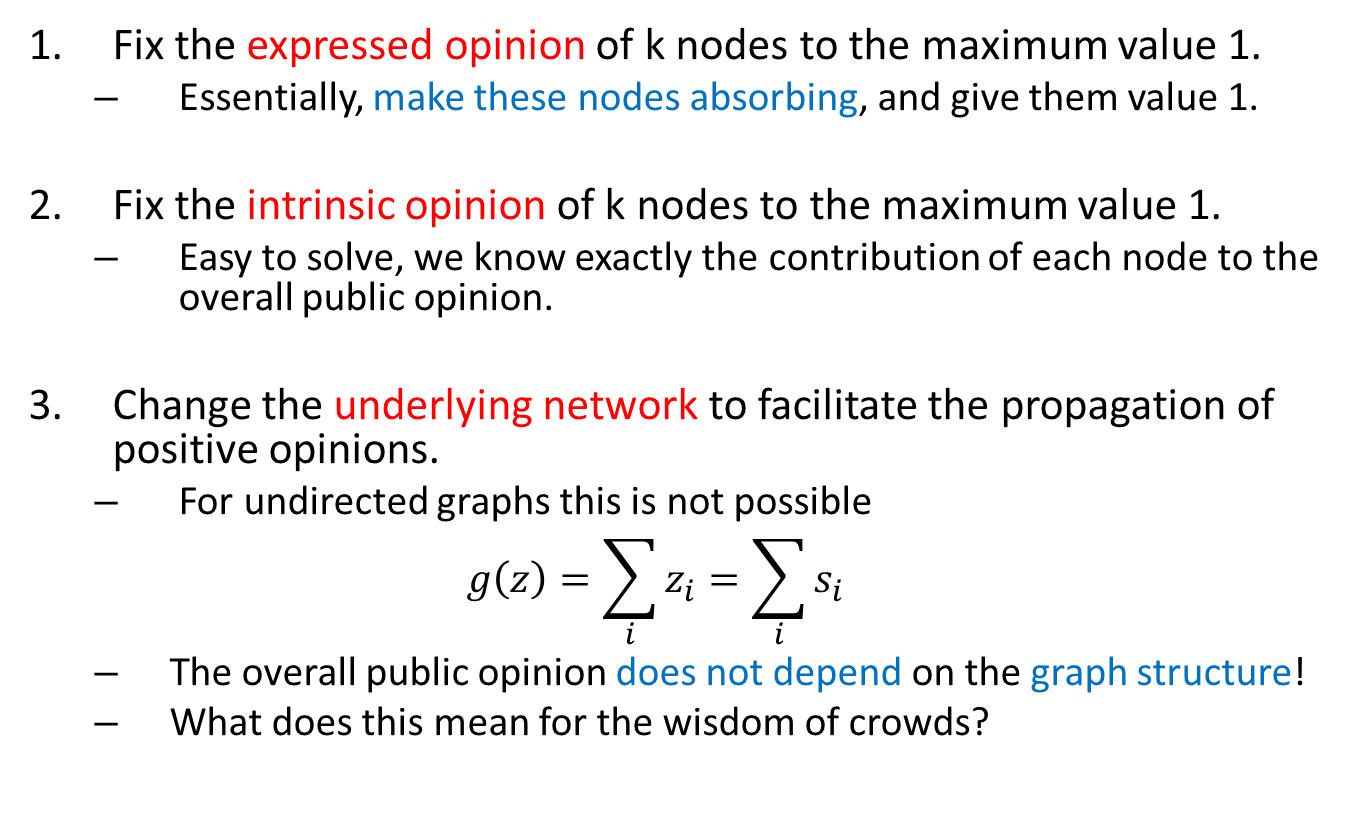 1. Fix the expressed opinion of k nodes to the maximum value 1.
– Essentially, make these nodes absorbing, and give them value 1.
2. Fix the intrinsic opinion of k nodes to the maximum value 1.
– Easy to solve, we know exactly the contribution of each node to the
overall public opinion.
3. Change the underlying network to facilitate the propagation of
positive opinions.
– For undirected graphs this is not possible
g(z) = ∑_i z_i = ∑_i s_i
– The overall public opinion does not depend on the graph structure!
– What does this mean for the wisdom of crowds?